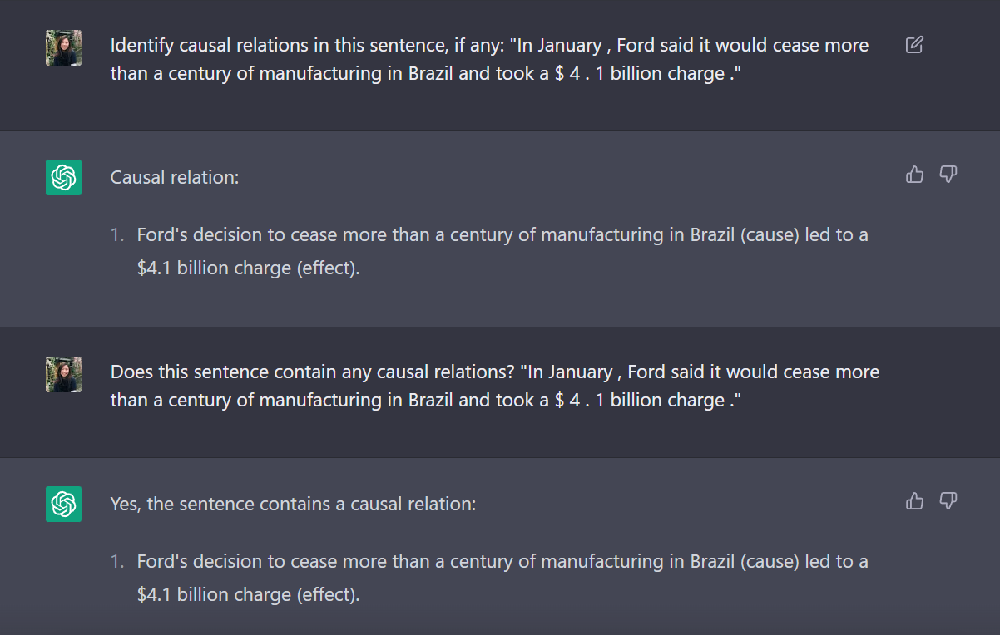 Identify causal relations in this sentence, if any: "In January , Ford said it would cease more
than a century of manufacturing in Brazil and took a $ 4 . 1 billion charge ."
Causal relation:
1. Ford's decision to cease more than a century of manufacturing in Brazil (cause) led to a
$4.1 billion charge (effect).
Does this sentence contain any causal relations? "In January , Ford said it would cease more
than a century of manufacturing in Brazil and took a $ 4 . 1 billion charge ."
Yes, the sentence contains a causal relation:
1. Ford's decision to cease more than a century of manufacturing in Brazil (cause) led to a
$4.1 billion charge (effect).